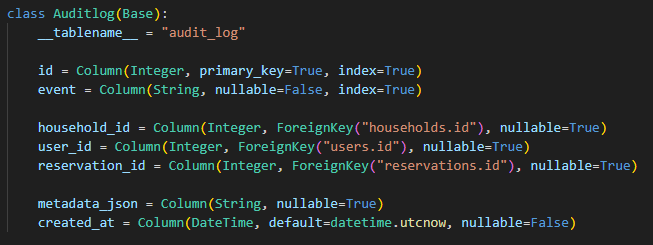 class Auditlog(Base):
    __tablename__ = "audit_log"

    id = Column(Integer, primary_key=True, index=True)
    event = Column(String, nullable=False, index=True)

    household_id = Column(Integer, ForeignKey("households.id"), nullable=True)
    user_id = Column(Integer, ForeignKey("users.id"), nullable=True)
    reservation_id = Column(Integer, ForeignKey("reservations.id"), nullable=True)

    metadata_json = Column(String, nullable=True)
    created_at = Column(DateTime, default=datetime.utcnow, nullable=False)